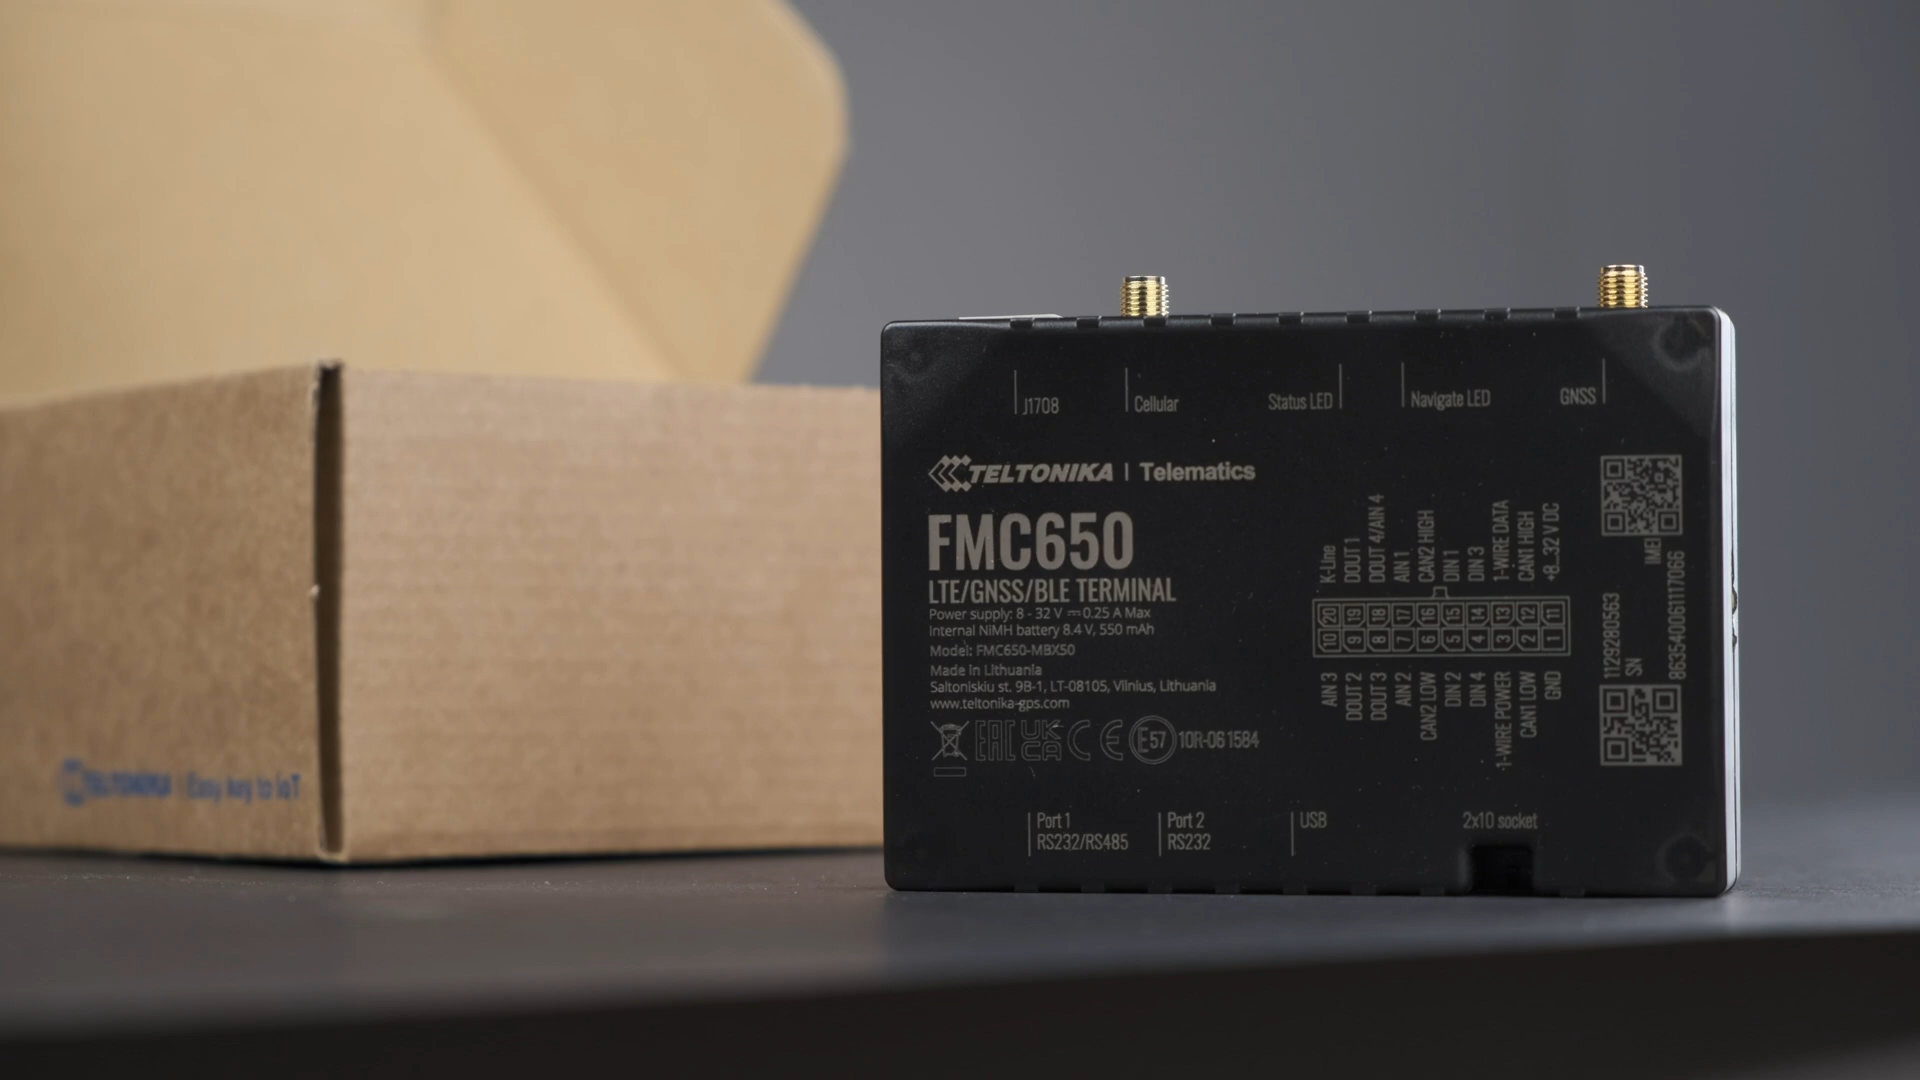 J1708
Cellular
Status LED
Navigate LED
GNSS
TELTONIKA | Telematics
FMC650
LTE/GNSS/BLE TERMINAL
Power supply: 8 - 32 V ⎓ 0.25 A Max
Internal NiMH battery 8.4 V, 550 mAh
Model: FMC650-MBX50
Made in Lithuania
Saltoniskiu st. 9B-1, LT-08105, Vilnius, Lithuania
www.teltonika-gps.com
EAC UK CA CE E57 10R-061584
K-Line
DOUT 1
DOUT 4/AIN 4
AIN 1
CAN2 HIGH
DIN 1
DIN 3
1-WIRE DATA
CAN1 HIGH
+8...32 V DC
20 19 18 17 16 15 14 13 12 11
10 9 8 7 6 5 4 3 2 1
AIN 3
DOUT 2
DOUT 3
AIN 2
CAN2 LOW
DIN 2
DIN 4
1-WIRE POWER
CAN1 LOW
GND
IMEI
863540061117066
1129280563
SN
Port 1
RS232/RS485
Port 2
RS232
USB
2x10 socket
TELTONIKA | Easy key to IoT